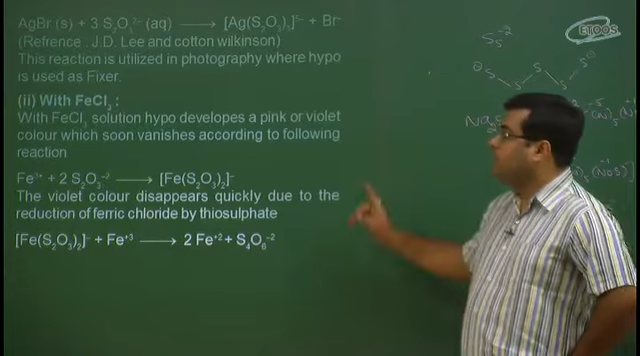 AgBr (s) + 3 S₂O₃²⁻ (aq) ⟶ [Ag(S₂O₃)₃]⁵⁻ + Br⁻
(Refrence : J.D. Lee and cotton wilkinson)
This reaction is utilized in photography where hypo
is used as Fixer.
(ii) With FeCl₃ :
With FeCl₃ solution hypo developes a pink or violet
colour which soon vanishes according to following
reaction
Fe³⁺ + 2 S₂O₃⁻² ⟶ [Fe(S₂O₃)₂]⁻
The violet colour disappears quickly due to the
reduction of ferric chloride by thiosulphate
[Fe(S₂O₃)₂]⁻ + Fe⁺³ ⟶ 2 Fe⁺² + S₄O₆⁻²
ETOOS
S₅⁻²